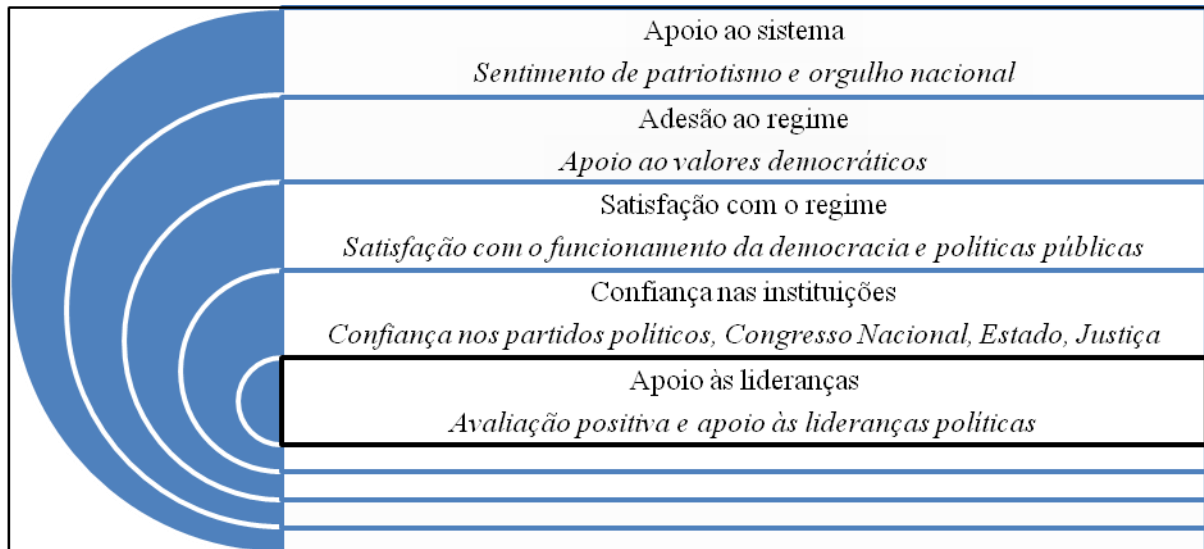 Apoio ao sistema
Sentimento de patriotismo e orgulho nacional
Adesão ao regime
Apoio ao valores democráticos
Satisfação com o regime
Satisfação com o funcionamento da democracia e políticas públicas
Confiança nas instituições
Confiança nos partidos políticos, Congresso Nacional, Estado, Justiça
Apoio às lideranças
Avaliação positiva e apoio às lideranças políticas